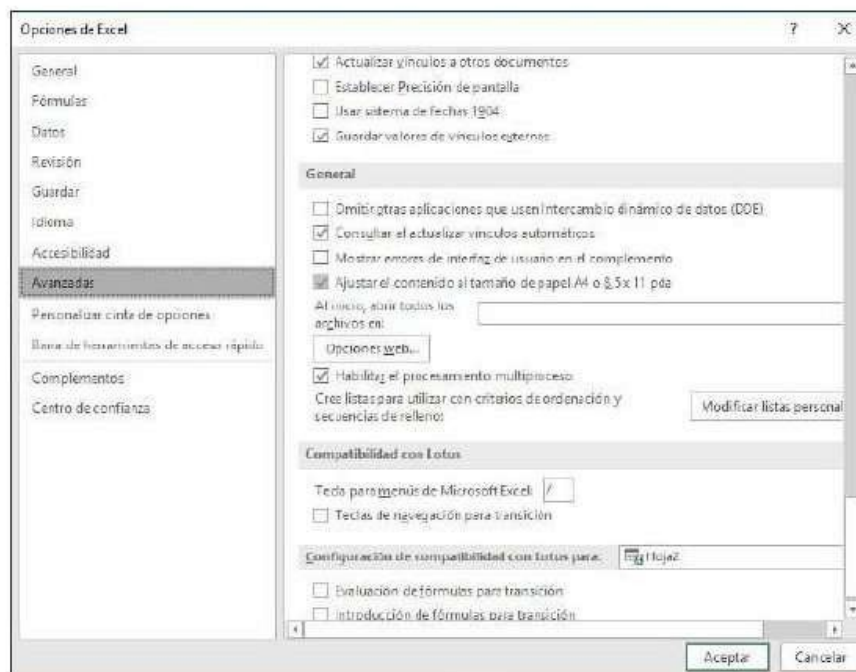 Opciones de Excel
General
Fórmulas
Datos
Revisión
Guardar
Idioma
Accesibilidad
Avanzadas
Personalizar cinta de opciones
Barra de herramientas de acceso rápido
Complementos
Centro de confianza
Actualizar vínculos a otros documentos
Establecer Precisión de pantalla
Usar sistema de fechas 1904
Guardar valores de vínculos externos
General
Omitir otras aplicaciones que usen Intercambio dinámico de datos (DDE)
Consultar al actualizar vínculos automáticos
Mostrar errores de interfaz de usuario en el complemento
Ajustar el contenido al tamaño de papel A4 o 8,5 x 11 pda
Al inicio, abrir todos los
archivos en:
Opciones web...
Habilitar el procesamiento multiproceso
Cree listas para utilizar con criterios de ordenación y
secuencias de relleno:
Modificar listas personal
Compatibilidad con Lotus
Tecla para menús de Microsoft Excel: /
Teclas de navegación para transición
Configuración de compatibilidad con Lotus para: Hoja2
Evaluación de fórmulas para transición
Introducción de fórmulas para transición
Aceptar
Cancelar